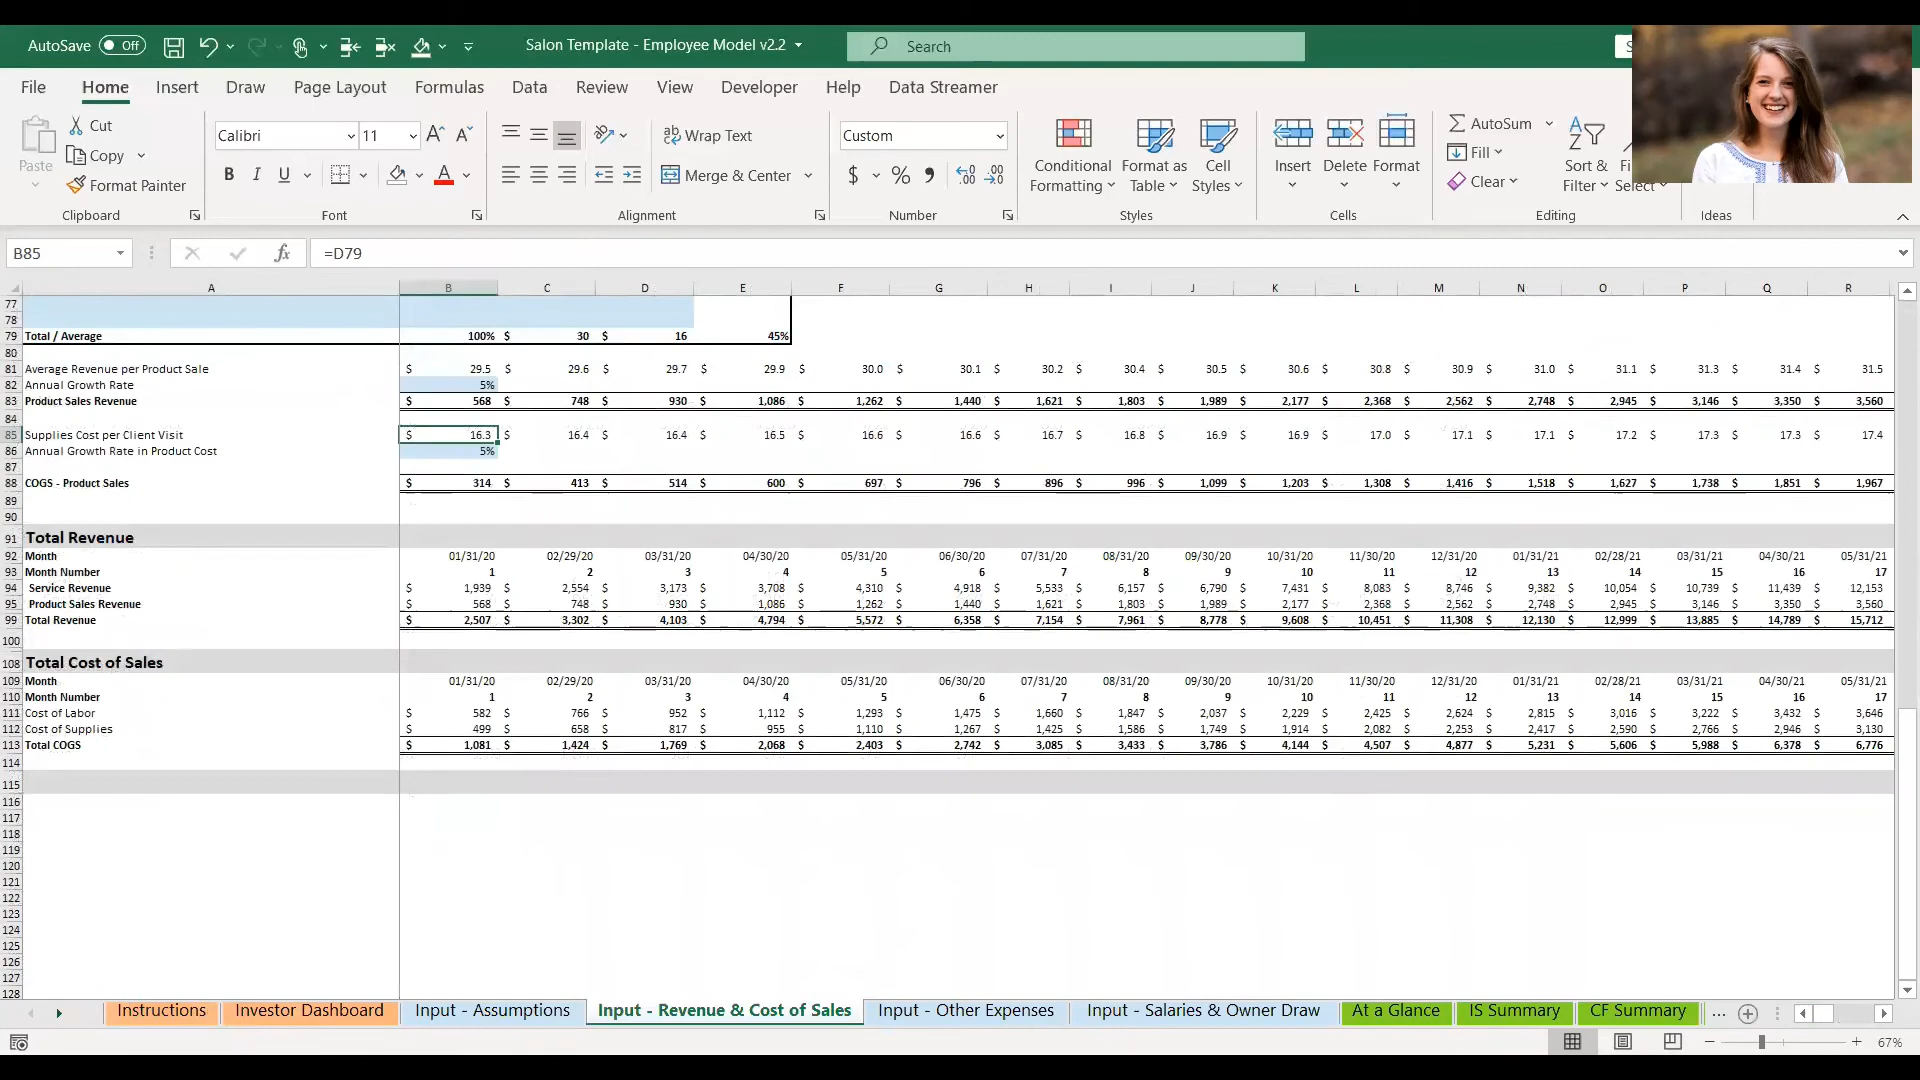 AutoSave Off Salon Template - Employee Model v2.2 Search
File Home Insert Draw Page Layout Formulas Data Review View Developer Help Data Streamer
Paste Cut Copy Format Painter Clipboard
Calibri 11 B I U A Font
Wrap Text Merge & Center Alignment
Custom $ % Number
Conditional Formatting Format as Table Cell Styles Styles
Insert Delete Format Cells
AutoSum Fill Clear Sort & Filter Select Editing
Ideas
B85 fx =D79
A B C D E F G H I J K L M N O P Q R
77
78
79 Total / Average 100% $ 30 $ 16 45%
80
81 Average Revenue per Product Sale $ 29.5 $ 29.6 $ 29.7 $ 29.9 $ 30.0 $ 30.1 $ 30.2 $ 30.4 $ 30.5 $ 30.6 $ 30.8 $ 30.9 $ 31.0 $ 31.1 $ 31.3 $ 31.4 $ 31.5
82 Annual Growth Rate 5%
83 Product Sales Revenue $ 568 $ 748 $ 930 $ 1,086 $ 1,262 $ 1,440 $ 1,621 $ 1,803 $ 1,989 $ 2,177 $ 2,368 $ 2,562 $ 2,748 $ 2,945 $ 3,146 $ 3,350 $ 3,560
84
85 Supplies Cost per Client Visit $ 16.3 $ 16.4 $ 16.4 $ 16.5 $ 16.6 $ 16.6 $ 16.7 $ 16.8 $ 16.9 $ 16.9 $ 17.0 $ 17.1 $ 17.1 $ 17.2 $ 17.3 $ 17.3 $ 17.4
86 Annual Growth Rate in Product Cost 5%
87
88 COGS - Product Sales $ 314 $ 413 $ 514 $ 600 $ 697 $ 796 $ 896 $ 996 $ 1,099 $ 1,203 $ 1,308 $ 1,416 $ 1,518 $ 1,627 $ 1,738 $ 1,851 $ 1,967
89
90
91 Total Revenue
92 Month 01/31/20 02/29/20 03/31/20 04/30/20 05/31/20 06/30/20 07/31/20 08/31/20 09/30/20 10/31/20 11/30/20 12/31/20 01/31/21 02/28/21 03/31/21 04/30/21 05/31/21
93 Month Number 1 2 3 4 5 6 7 8 9 10 11 12 13 14 15 16 17
94 Service Revenue $ 1,939 $ 2,554 $ 3,173 $ 3,708 $ 4,310 $ 4,918 $ 5,533 $ 6,157 $ 6,790 $ 7,431 $ 8,083 $ 8,746 $ 9,382 $ 10,054 $ 10,739 $ 11,439 $ 12,153
95 Product Sales Revenue $ 568 $ 748 $ 930 $ 1,086 $ 1,262 $ 1,440 $ 1,621 $ 1,803 $ 1,989 $ 2,177 $ 2,368 $ 2,562 $ 2,748 $ 2,945 $ 3,146 $ 3,350 $ 3,560
99 Total Revenue $ 2,507 $ 3,302 $ 4,103 $ 4,794 $ 5,572 $ 6,358 $ 7,154 $ 7,961 $ 8,778 $ 9,608 $ 10,451 $ 11,308 $ 12,130 $ 12,999 $ 13,885 $ 14,789 $ 15,712
100
108 Total Cost of Sales
109 Month 01/31/20 02/29/20 03/31/20 04/30/20 05/31/20 06/30/20 07/31/20 08/31/20 09/30/20 10/31/20 11/30/20 12/31/20 01/31/21 02/28/21 03/31/21 04/30/21 05/31/21
110 Month Number 1 2 3 4 5 6 7 8 9 10 11 12 13 14 15 16 17
111 Cost of Labor $ 582 $ 766 $ 952 $ 1,112 $ 1,293 $ 1,475 $ 1,660 $ 1,847 $ 2,037 $ 2,229 $ 2,425 $ 2,624 $ 2,815 $ 3,016 $ 3,222 $ 3,432 $ 3,646
112 Cost of Supplies $ 499 $ 658 $ 817 $ 955 $ 1,110 $ 1,267 $ 1,425 $ 1,586 $ 1,749 $ 1,914 $ 2,082 $ 2,253 $ 2,417 $ 2,590 $ 2,766 $ 2,946 $ 3,130
113 Total COGS $ 1,081 $ 1,424 $ 1,769 $ 2,068 $ 2,403 $ 2,742 $ 3,085 $ 3,433 $ 3,786 $ 4,144 $ 4,507 $ 4,877 $ 5,231 $ 5,606 $ 5,988 $ 6,378 $ 6,776
114
115
116
117
118
119
120
121
122
123
124
125
126
127
128
Instructions Investor Dashboard Input - Assumptions Input - Revenue & Cost of Sales Input - Other Expenses Input - Salaries & Owner Draw At a Glance IS Summary CF Summary ...
67%